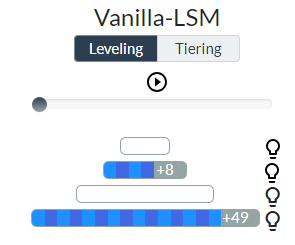 Vanilla-LSM
Leveling Tiering
+8
+49